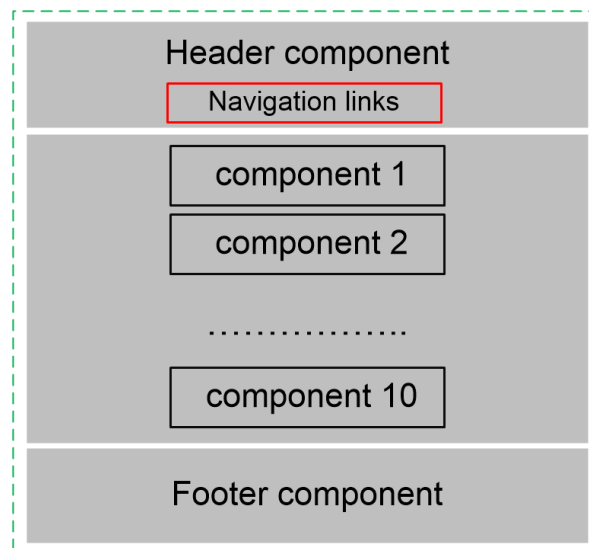 Header component
Navigation links
component 1
component 2
..................
component 10
Footer component